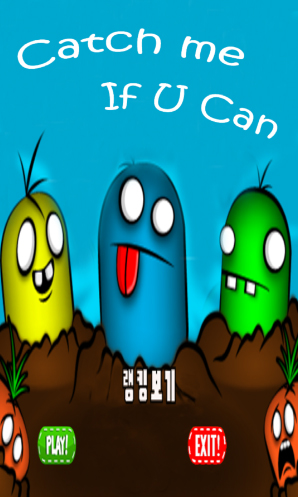 Catch me
If U Can
랭킹보기
PLAY!
EXIT!